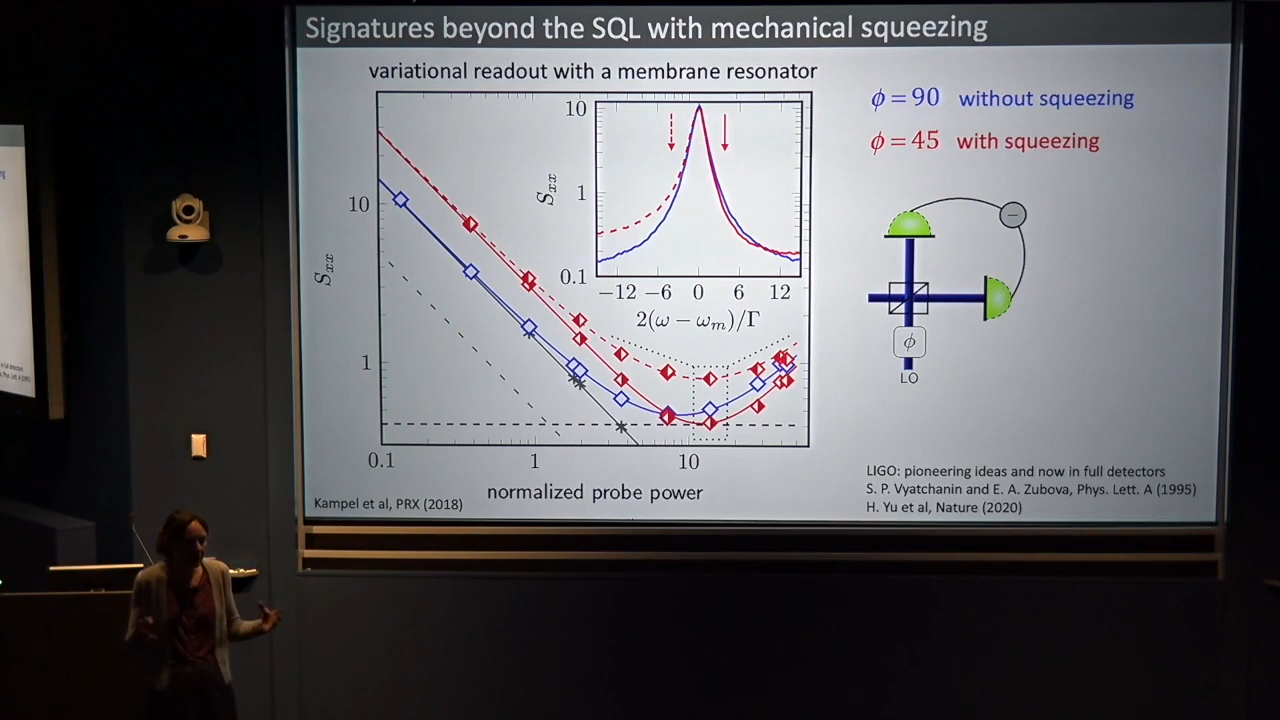 Signatures beyond the SQL with mechanical squeezing
variational readout with a membrane resonator
ϕ = 90 without squeezing
ϕ = 45 with squeezing
10
1
S_xx
0.1
−12 −6 0 6 12
2(ω − ω_m)/Γ
10
S_xx
1
0.1 1 10
normalized probe power
−
ϕ
LO
Kampel et al, PRX (2018)
LIGO: pioneering ideas and now in full detectors
S. P. Vyatchanin and E. A. Zubova, Phys. Lett. A (1995)
H. Yu et al, Nature (2020)